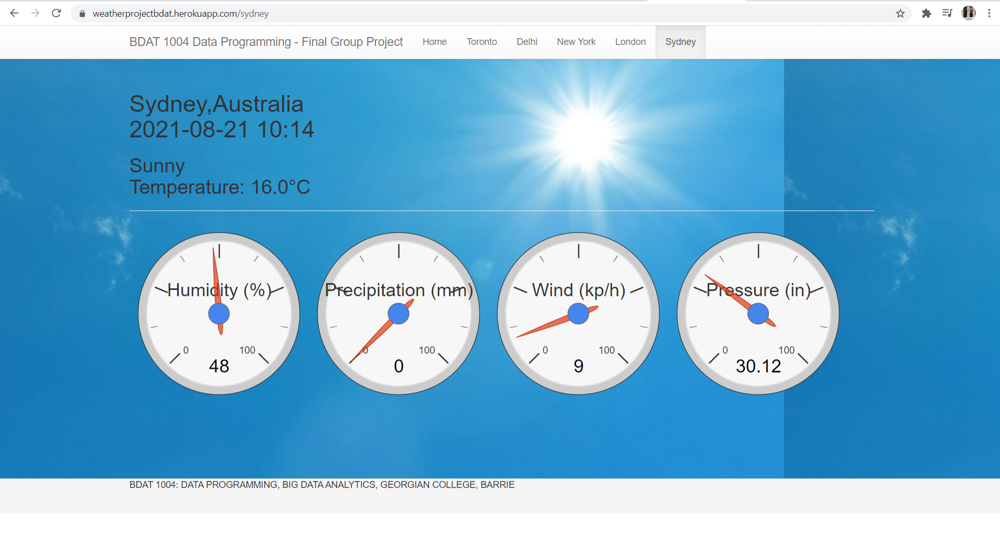 weatherprojectbdat.herokuapp.com/sydney
BDAT 1004 Data Programming - Final Group Project Home Toronto Delhi New York London Sydney
Sydney,Australia
2021-08-21 10:14
Sunny
Temperature: 16.0°C
Humidity (%)
0 100
48
Precipitation (mm)
0 100
0
Wind (kp/h)
0 100
9
Pressure (in)
0 100
30.12
BDAT 1004: DATA PROGRAMMING, BIG DATA ANALYTICS, GEORGIAN COLLEGE, BARRIE